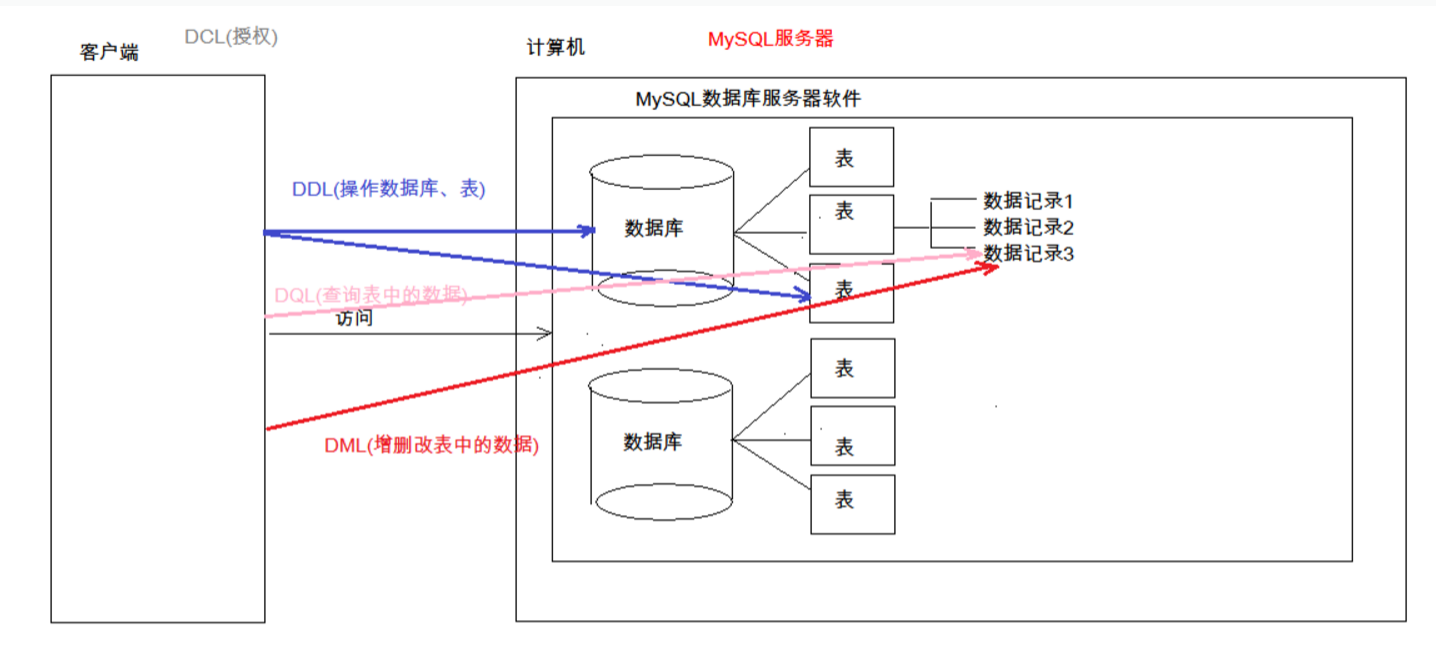 DCL(授权)
客户端
计算机
MySQL服务器
MySQL数据库服务器软件
表
DDL(操作数据库、表)
数据库
表
数据记录1
数据记录2
数据记录3
表
DQL(查询表中的数据)
访问
表
DML(增删改表中的数据)
数据库
表
表